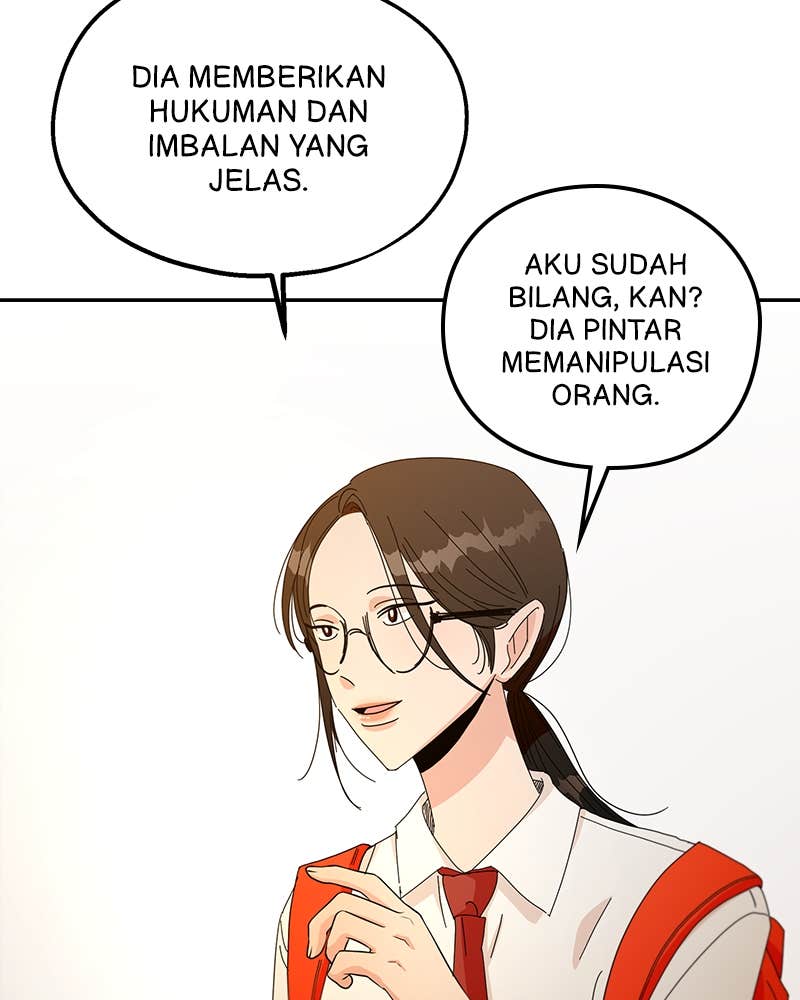 DIA MEMBERIKAN
HUKUMAN DAN
IMBALAN YANG
JELAS.
AKU SUDAH
BILANG, KAN?
DIA PINTAR
MEMANIPULASI
ORANG.